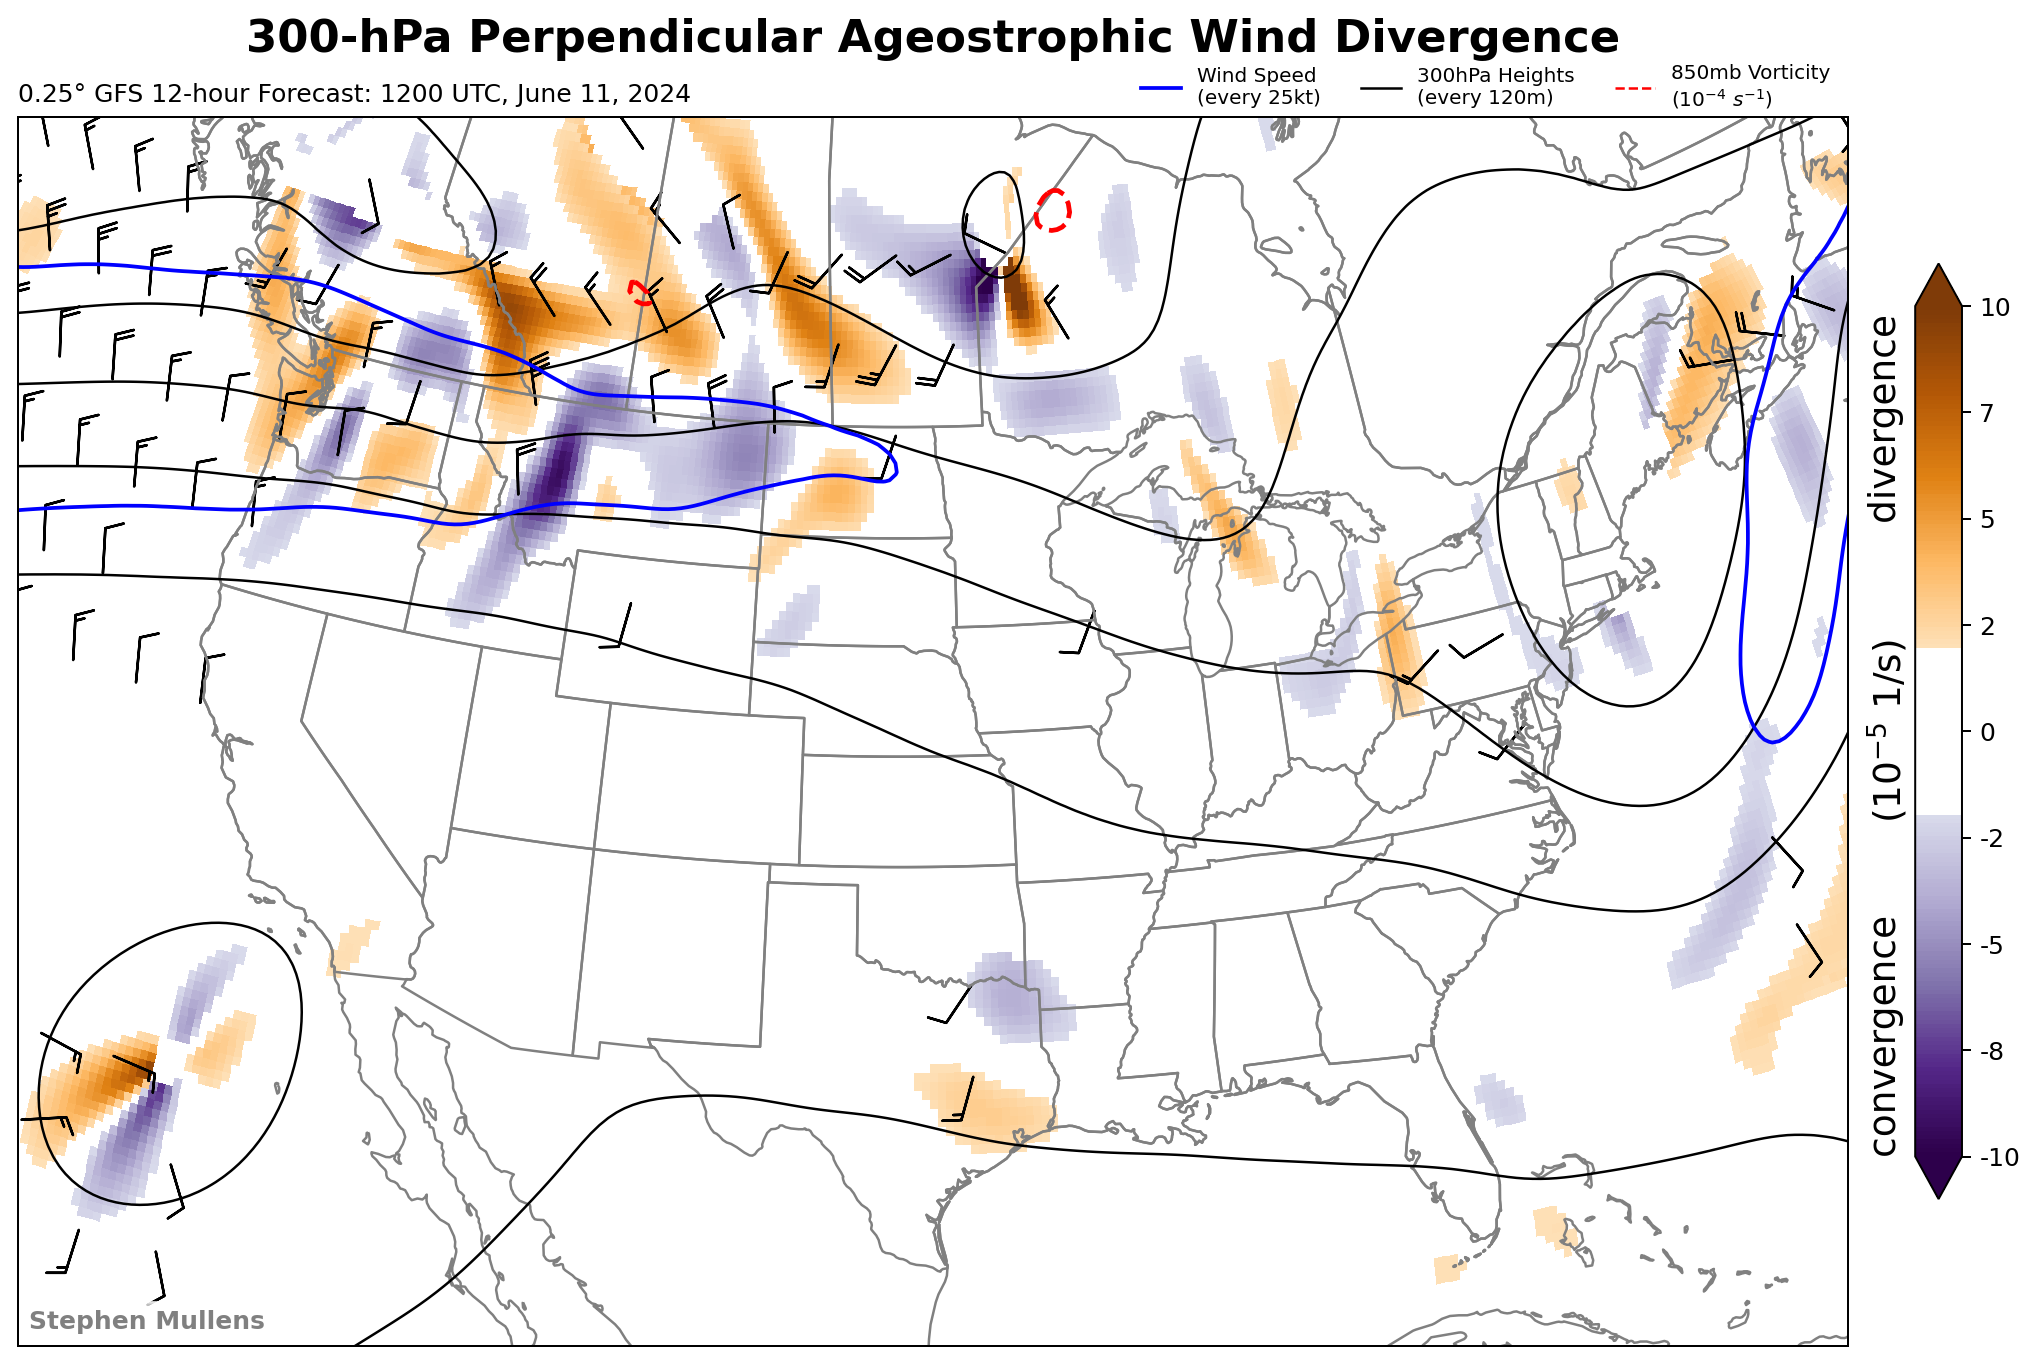 300-hPa Perpendicular Ageostrophic Wind Divergence
0.25° GFS 12-hour Forecast: 1200 UTC, June 11, 2024
Wind Speed
(every 25kt)
300hPa Heights
(every 120m)
850mb Vorticity
(10⁻⁴ s⁻¹)
10
7
5
2
0
-2
-5
-8
-10
convergence (10⁻⁵ 1/s) divergence
Stephen Mullens